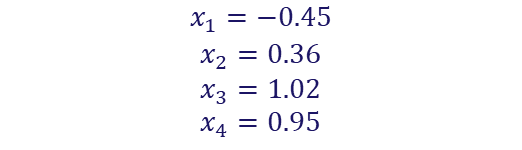 x₁ = −0.45
x₂ = 0.36
x₃ = 1.02
x₄ = 0.95